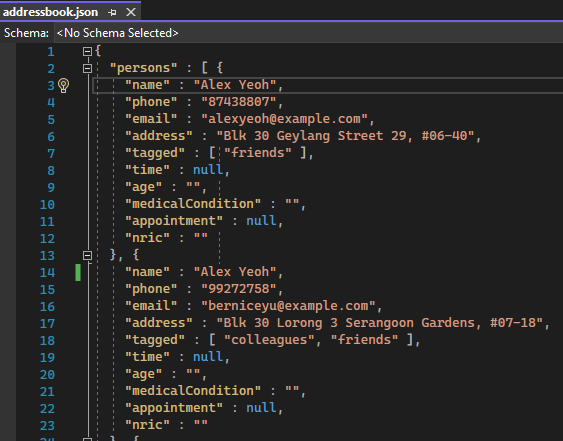 addressbook.json
Schema: <No Schema Selected>
1 {
2 "persons" : [ {
3 "name" : "Alex Yeoh",
4 "phone" : "87438807",
5 "email" : "alexyeoh@example.com",
6 "address" : "Blk 30 Geylang Street 29, #06-40",
7 "tagged" : [ "friends" ],
8 "time" : null,
9 "age" : "",
10 "medicalCondition" : "",
11 "appointment" : null,
12 "nric" : ""
13 }, {
14 "name" : "Alex Yeoh",
15 "phone" : "99272758",
16 "email" : "berniceyu@example.com",
17 "address" : "Blk 30 Lorong 3 Serangoon Gardens, #07-18",
18 "tagged" : [ "colleagues", "friends" ],
19 "time" : null,
20 "age" : "",
21 "medicalCondition" : "",
22 "appointment" : null,
23 "nric" : ""
24 }, {